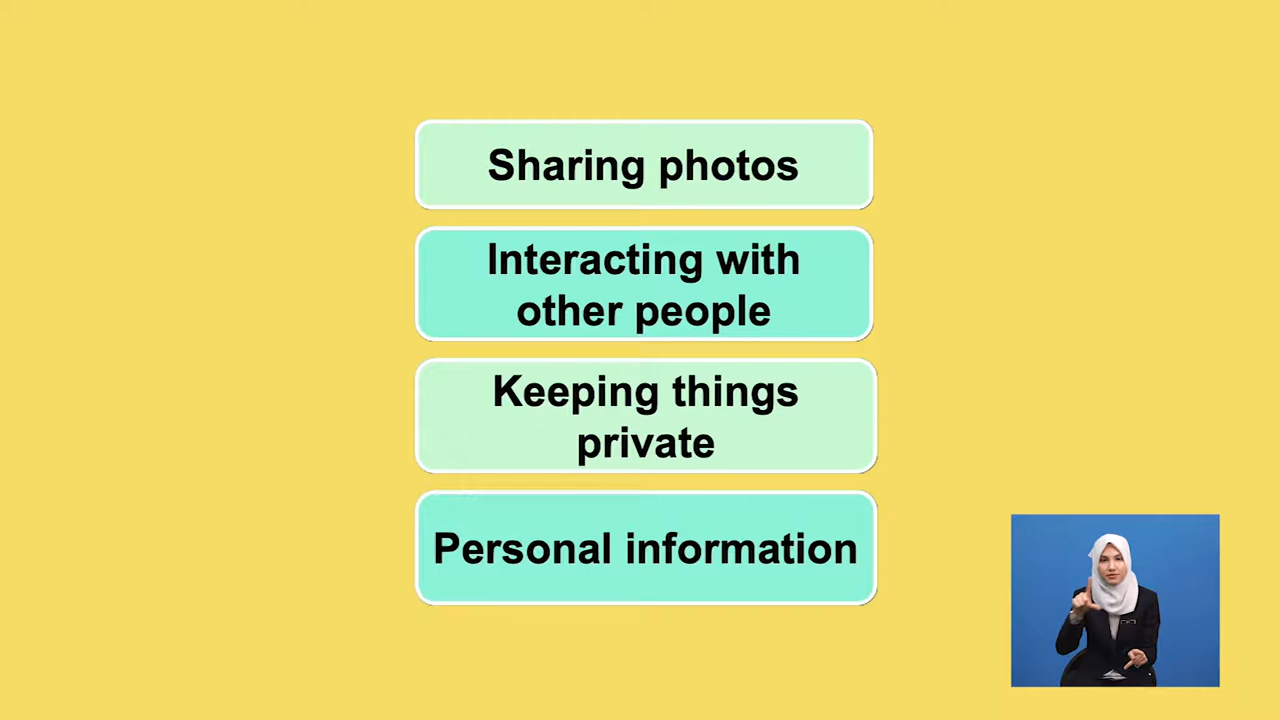 Sharing photos
Interacting with
other people
Keeping things
private
Personal information